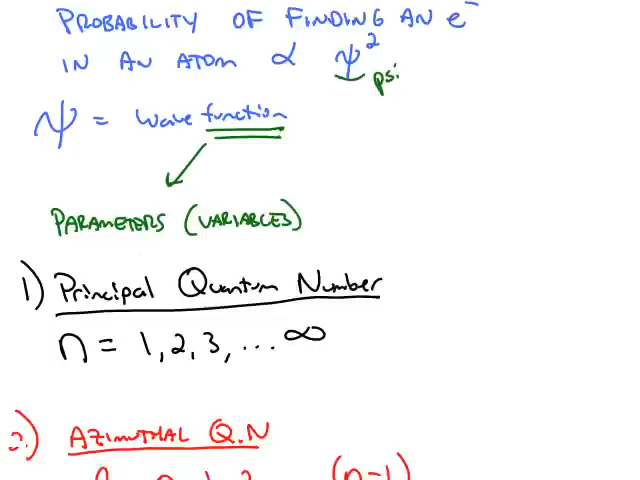 PROBABILITY OF FINDING AN e⁻
IN AN ATOM ∝ ψ²
psi
ψ = wave function
PARAMETERS (VARIABLES)
1) Principal Quantum Number
n = 1, 2, 3, ... ∞
2.) AZIMUTHAL Q.N
(n-1)